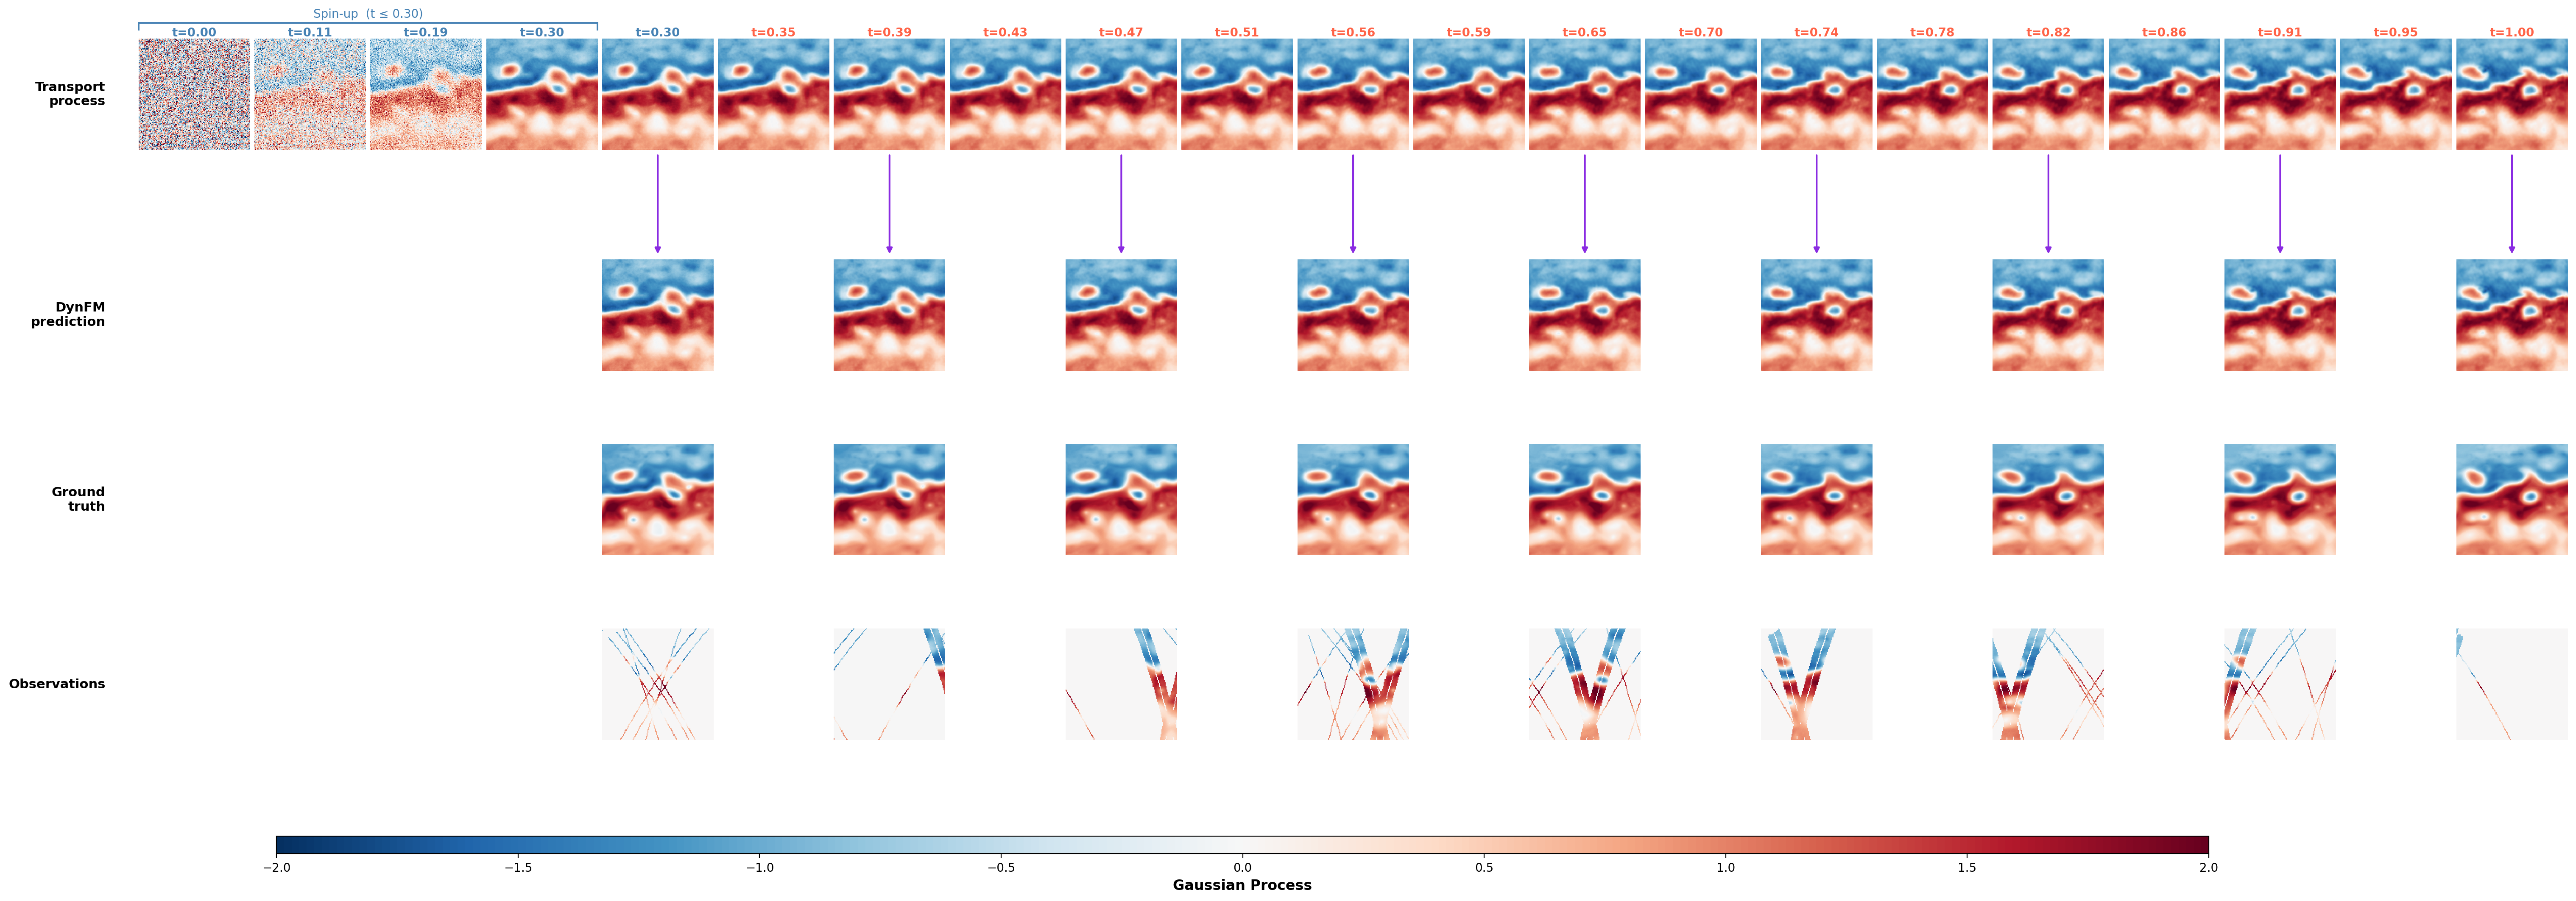 Spin-up  (t ≤ 0.30)
t=0.00 t=0.11 t=0.19 t=0.30 t=0.30 t=0.35 t=0.39 t=0.43 t=0.47 t=0.51 t=0.56 t=0.59 t=0.65 t=0.70 t=0.74 t=0.78 t=0.82 t=0.86 t=0.91 t=0.95 t=1.00
Transport
process
DynFM
prediction
Ground
truth
Observations
−2.0 −1.5 −1.0 −0.5 0.0 0.5 1.0 1.5 2.0
Gaussian Process